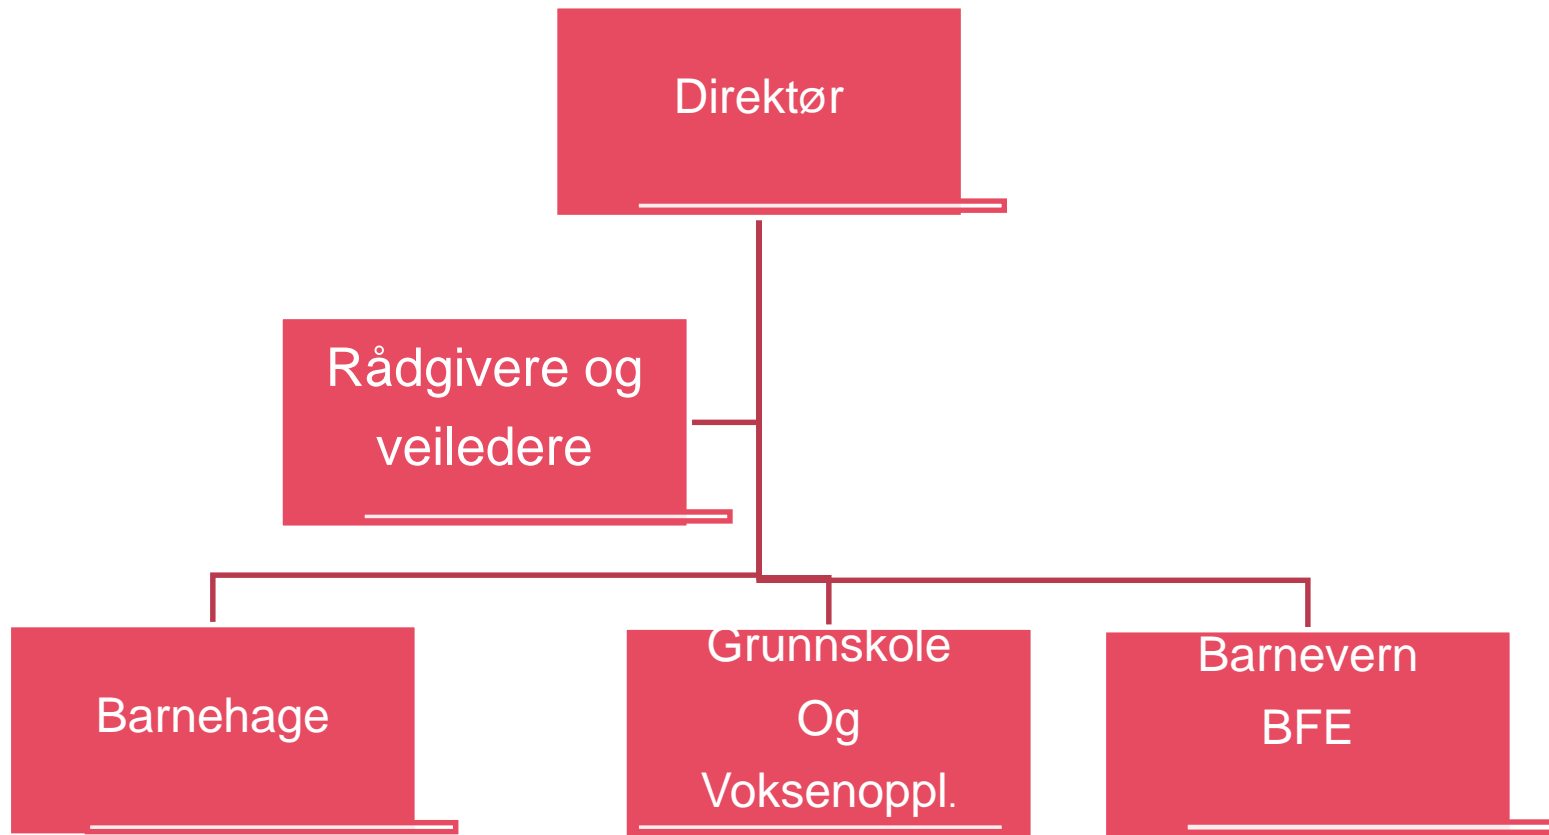 Direktør
Rådgivere og
veiledere
Barnehage
Grunnskole
Og
Voksenoppl.
Barnevern
BFE